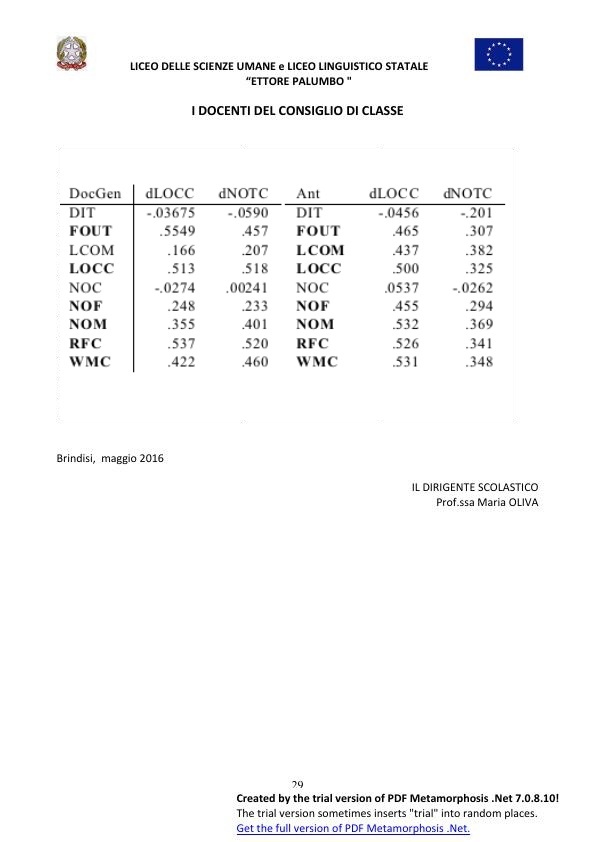 LICEO DELLE SCIENZE UMANE e LICEO LINGUISTICO STATALE
“ETTORE PALUMBO "
I DOCENTI DEL CONSIGLIO DI CLASSE
DocGen dLOCC dNOTC Ant dLOCC dNOTC
DIT -.03675 -.0590 DIT -.0456 -.201
FOUT .5549 .457 FOUT .465 .307
LCOM .166 .207 LCOM .437 .382
LOCC .513 .518 LOCC .500 .325
NOC -.0274 .00241 NOC .0537 -.0262
NOF .248 .233 NOF .455 .294
NOM .355 .401 NOM .532 .369
RFC .537 .520 RFC .526 .341
WMC .422 .460 WMC .531 .348
Brindisi, maggio 2016
IL DIRIGENTE SCOLASTICO
Prof.ssa Maria OLIVA
29
Created by the trial version of PDF Metamorphosis .Net 7.0.8.10!
The trial version sometimes inserts "trial" into random places.
Get the full version of PDF Metamorphosis .Net.